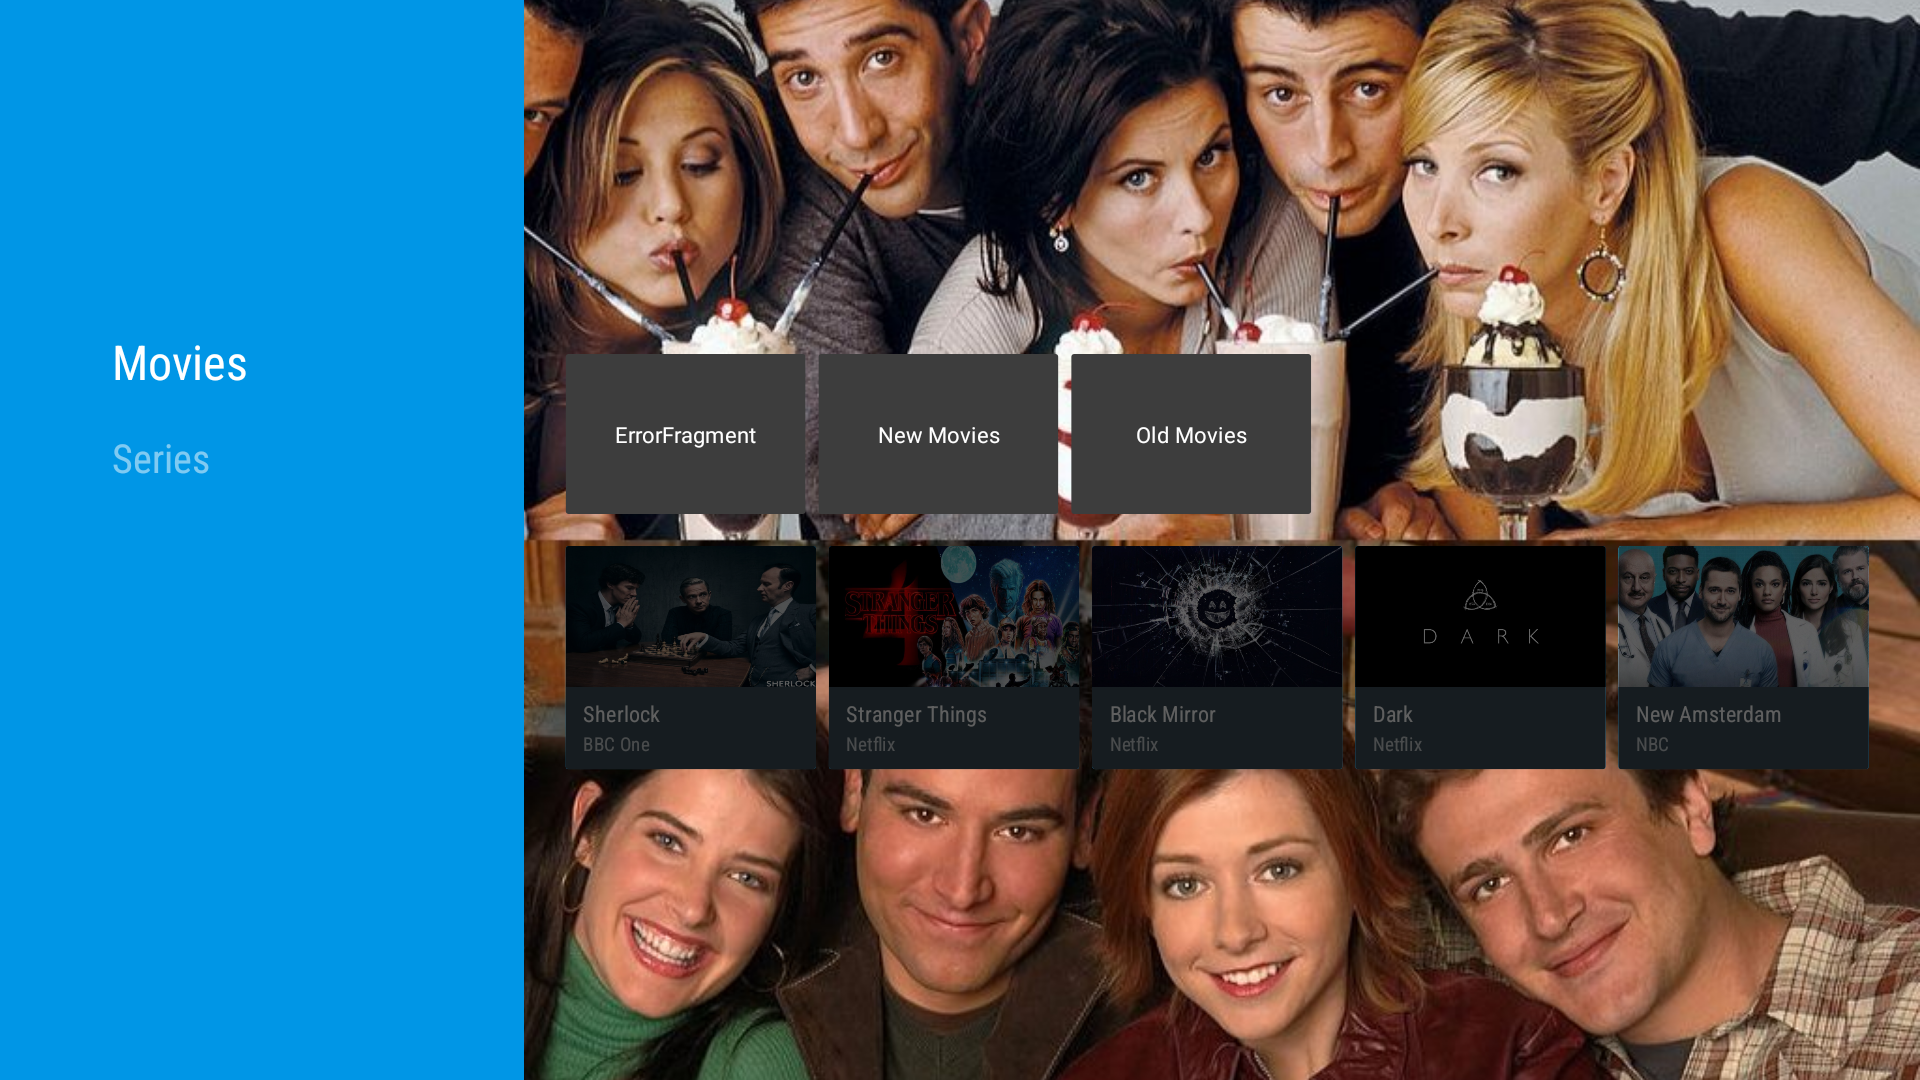 Movies
Series
ErrorFragment
New Movies
Old Movies
SHERLOCK
STRANGER
THINGS
DARK
Sherlock
BBC One
Stranger Things
Netflix
Black Mirror
Netflix
Dark
Netflix
New Amsterdam
NBC